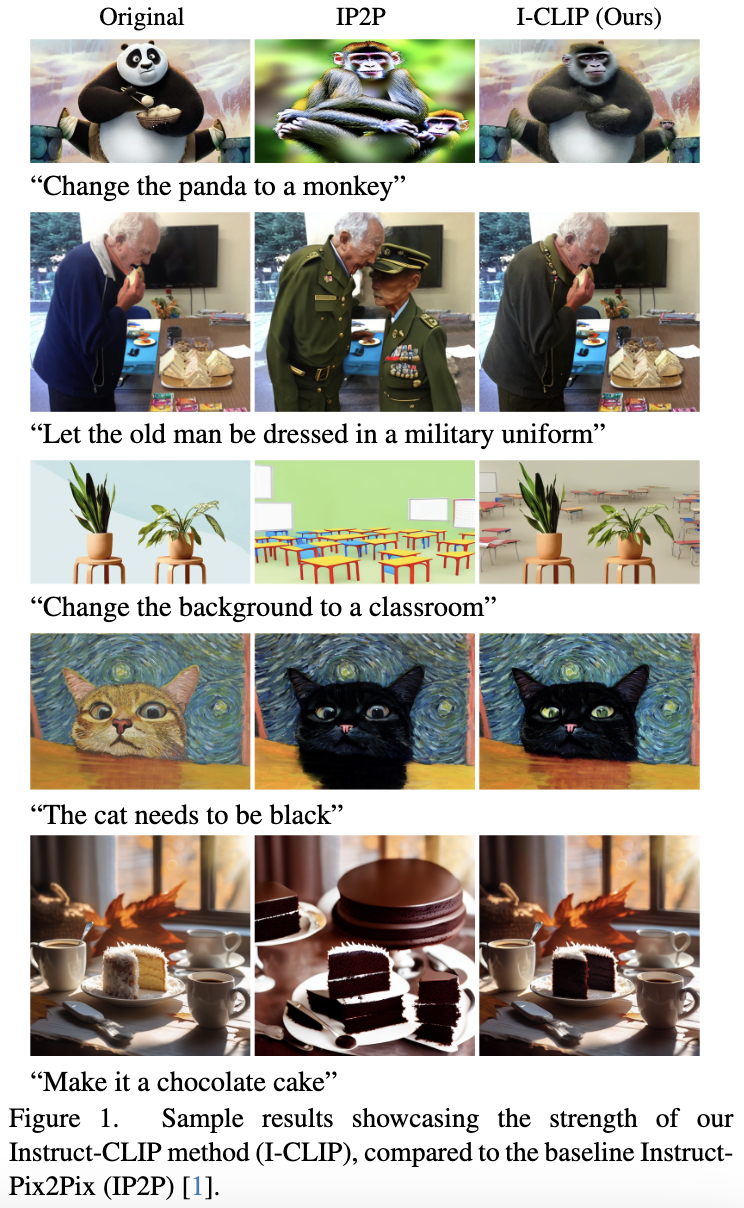 Original IP2P I-CLIP (Ours)
“Change the panda to a monkey”
“Let the old man be dressed in a military uniform”
“Change the background to a classroom”
“The cat needs to be black”
“Make it a chocolate cake”
Figure 1. Sample results showcasing the strength of our
Instruct-CLIP method (I-CLIP), compared to the baseline Instruct-
Pix2Pix (IP2P) [1].